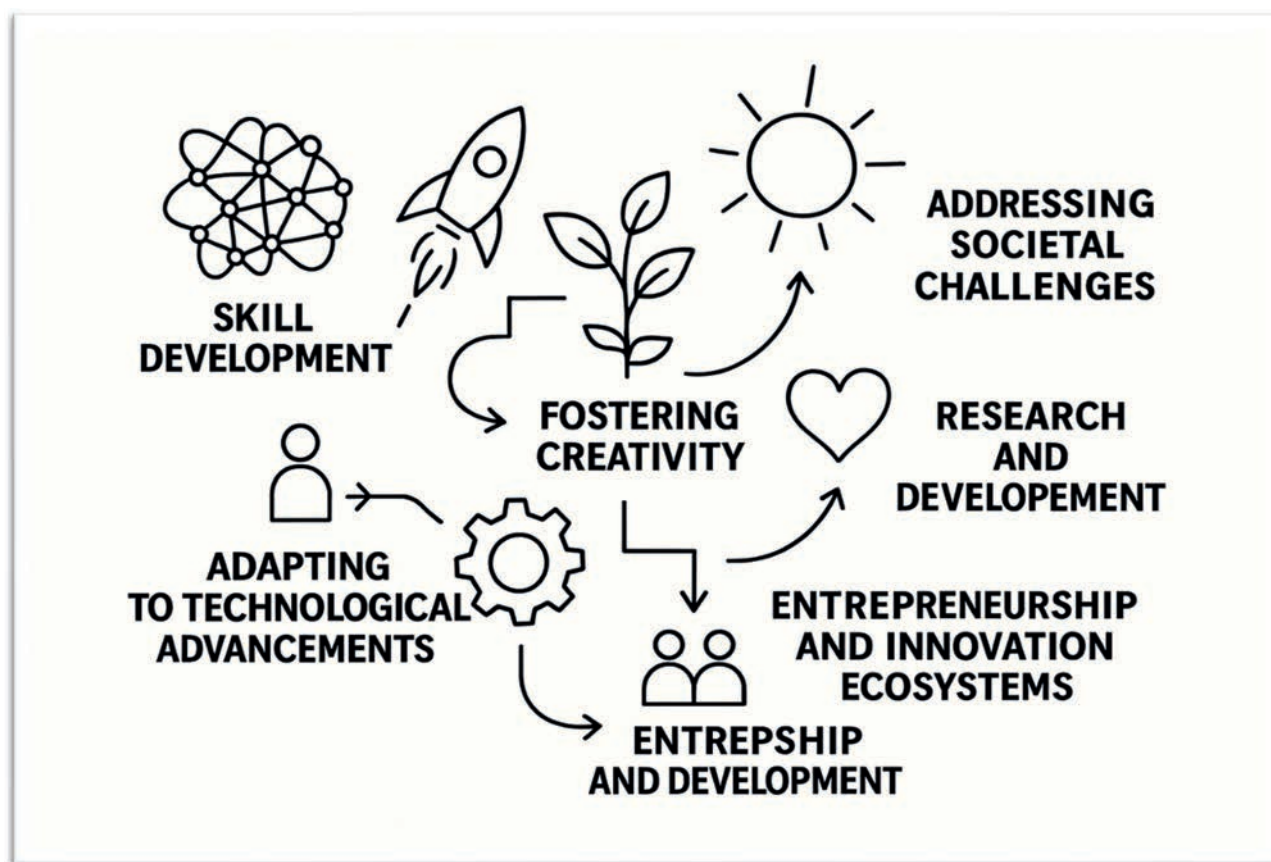 SKILL
DEVELOPMENT
ADDRESSING
SOCIETAL
CHALLENGES
FOSTERING
CREATIVITY
RESEARCH
AND
DEVELOPEMENT
ADAPTING
TO TECHNOLOGICAL
ADVANCEMENTS
ENTREPRENEURSHIP
AND INNOVATION
ECOSYSTEMS
ENTREPSHIP
AND DEVELOPMENT